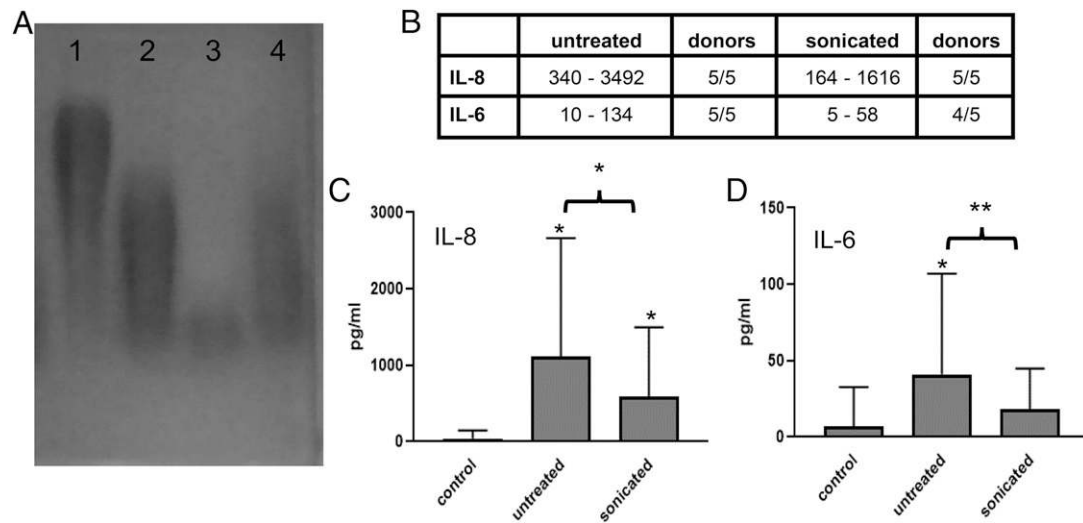 A
1 2 3 4
B
untreated donors sonicated donors
IL-8 340 - 3492 5/5 164 - 1616 5/5
IL-6 10 - 134 5/5 5 - 58 4/5
C
IL-8
pg/ml
3000
2000
1000
0
*
*
*
control untreated sonicated
D
IL-6
pg/ml
150
100
50
0
**
*
control untreated sonicated